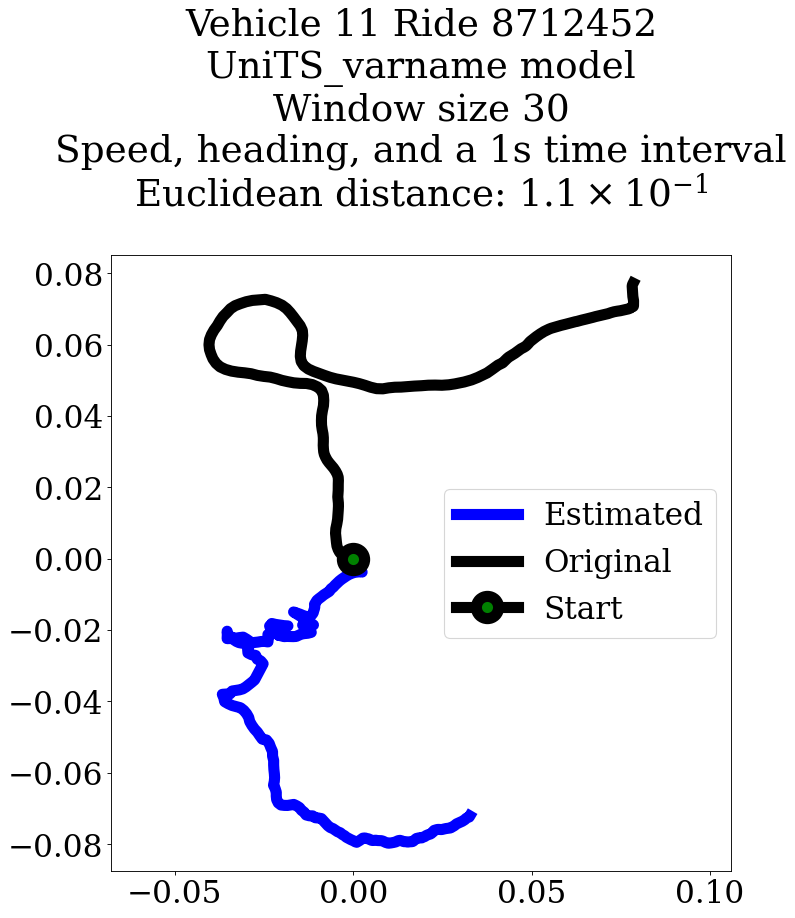 Vehicle 11 Ride 8712452
UniTS_varname model
Window size 30
Speed, heading, and a 1s time interval
Euclidean distance: 1.1 × 10⁻¹
0.08
0.06
0.04
0.02
0.00
−0.02
−0.04
−0.06
−0.08
Estimated
Original
Start
−0.05
0.00
0.05
0.10